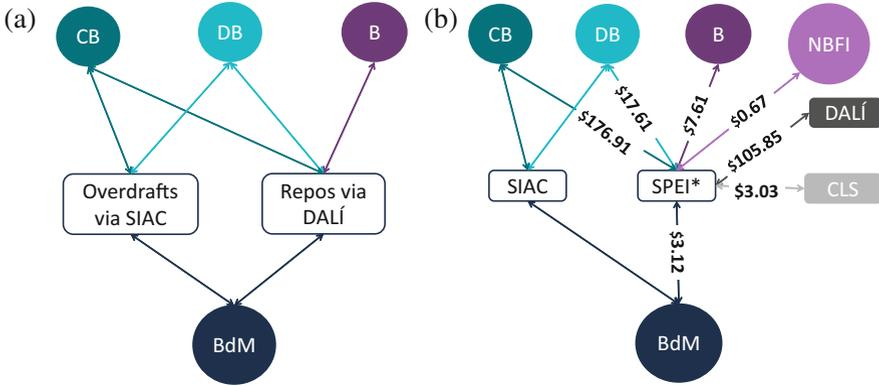 (a)
CB
DB
B
Overdrafts
via SIAC
Repos via
DALÍ
BdM
(b)
CB
DB
B
NBFI
$176.91
$17.61
$7.61
$0.67
$105.85
DALÍ
SIAC
SPEI*
$3.03
CLS
$3.12
BdM